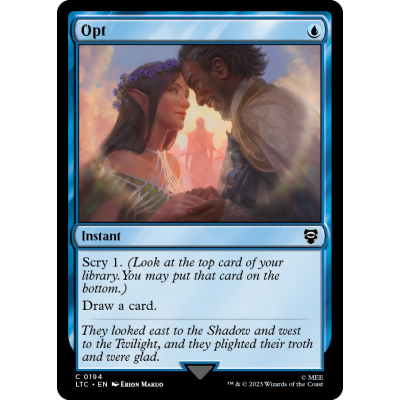 Opt
Instant
Scry 1. (Look at the top card of your
library.You may put that card on the
bottom.)
Draw a card.
They looked east to the Shadow and west
to the Twilight, and they plighted their troth
and were glad.
C 0194
LTC • EN Erion Makuo
© MEE
™ & © 2023 Wizards of the Coast